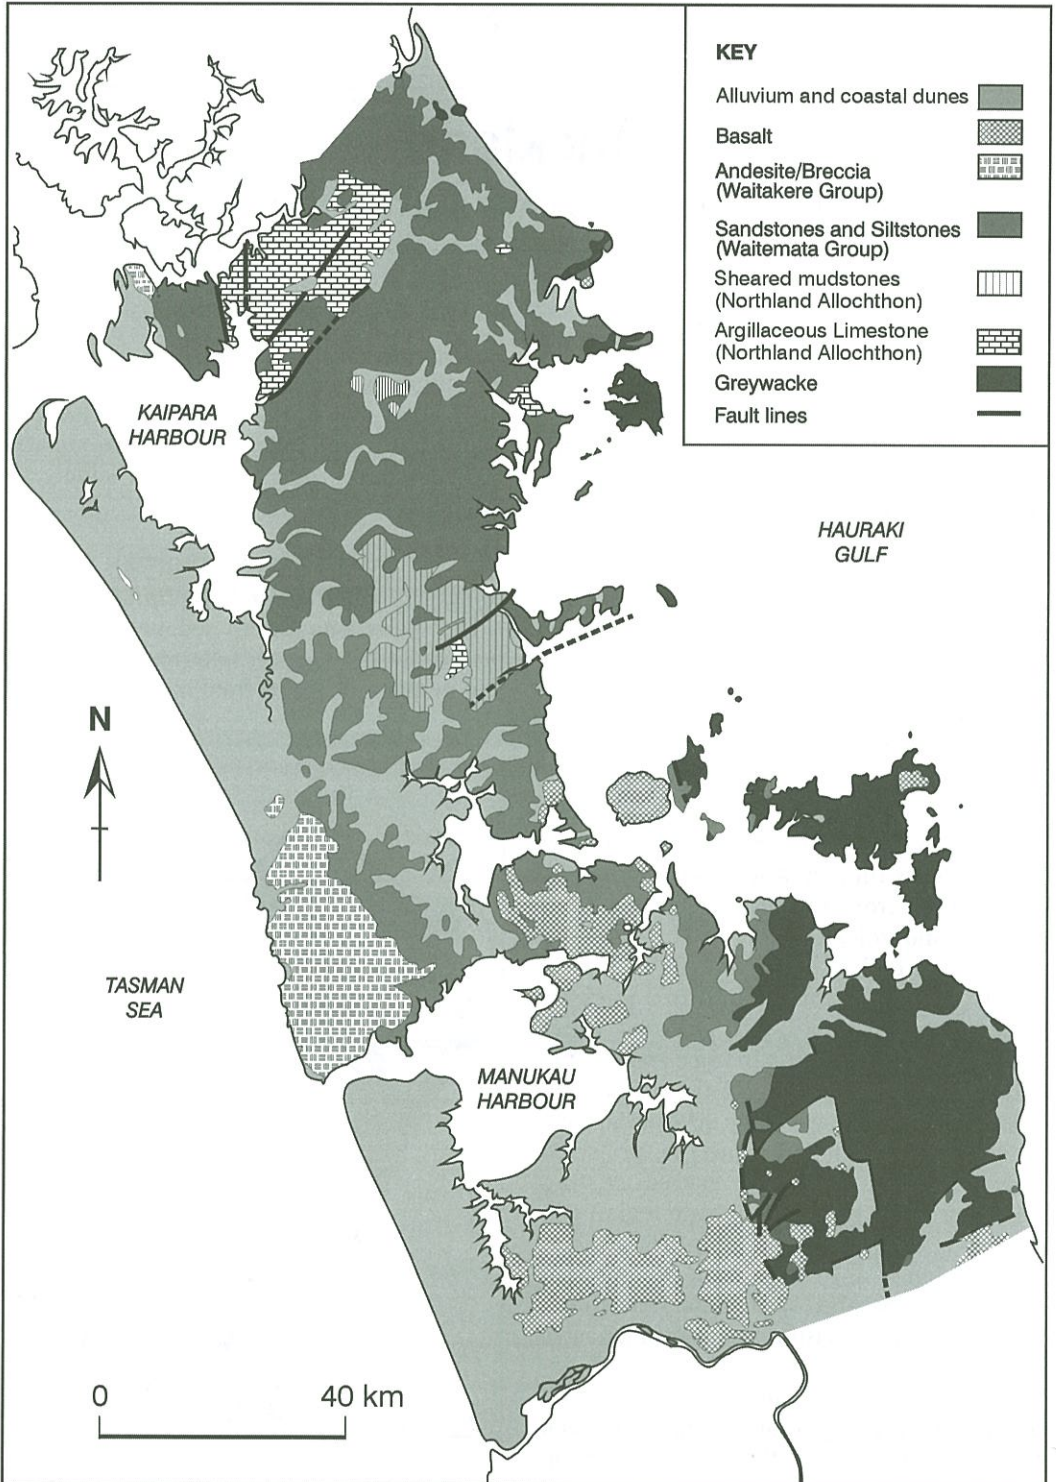 KEY
Alluvium and coastal dunes
Basalt
Andesite/Breccia
(Waitakere Group)
Sandstones and Siltstones
(Waitemata Group)
Sheared mudstones
(Northland Allochthon)
Argillaceous Limestone
(Northland Allochthon)
Greywacke
Fault lines
KAIPARA
HARBOUR
HAURAKI
GULF
N
TASMAN
SEA
MANUKAU
HARBOUR
0 40 km